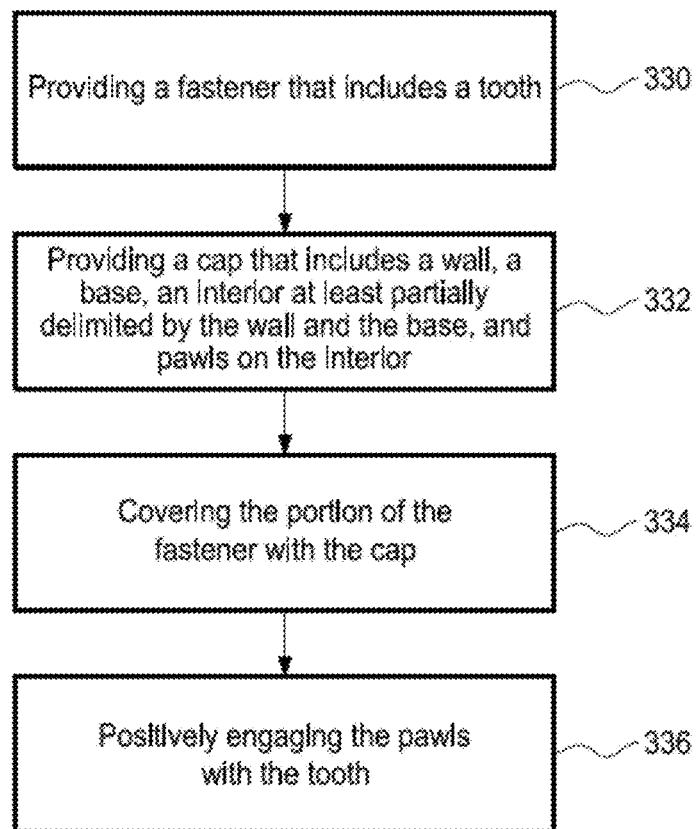 Providing a fastener that includes a tooth
330
Providing a cap that includes a wall, a
base, an interior at least partially
delimited by the wall and the base, and
pawls on the interior
332
Covering the portion of the
fastener with the cap
334
Positively engaging the pawls
with the tooth
336